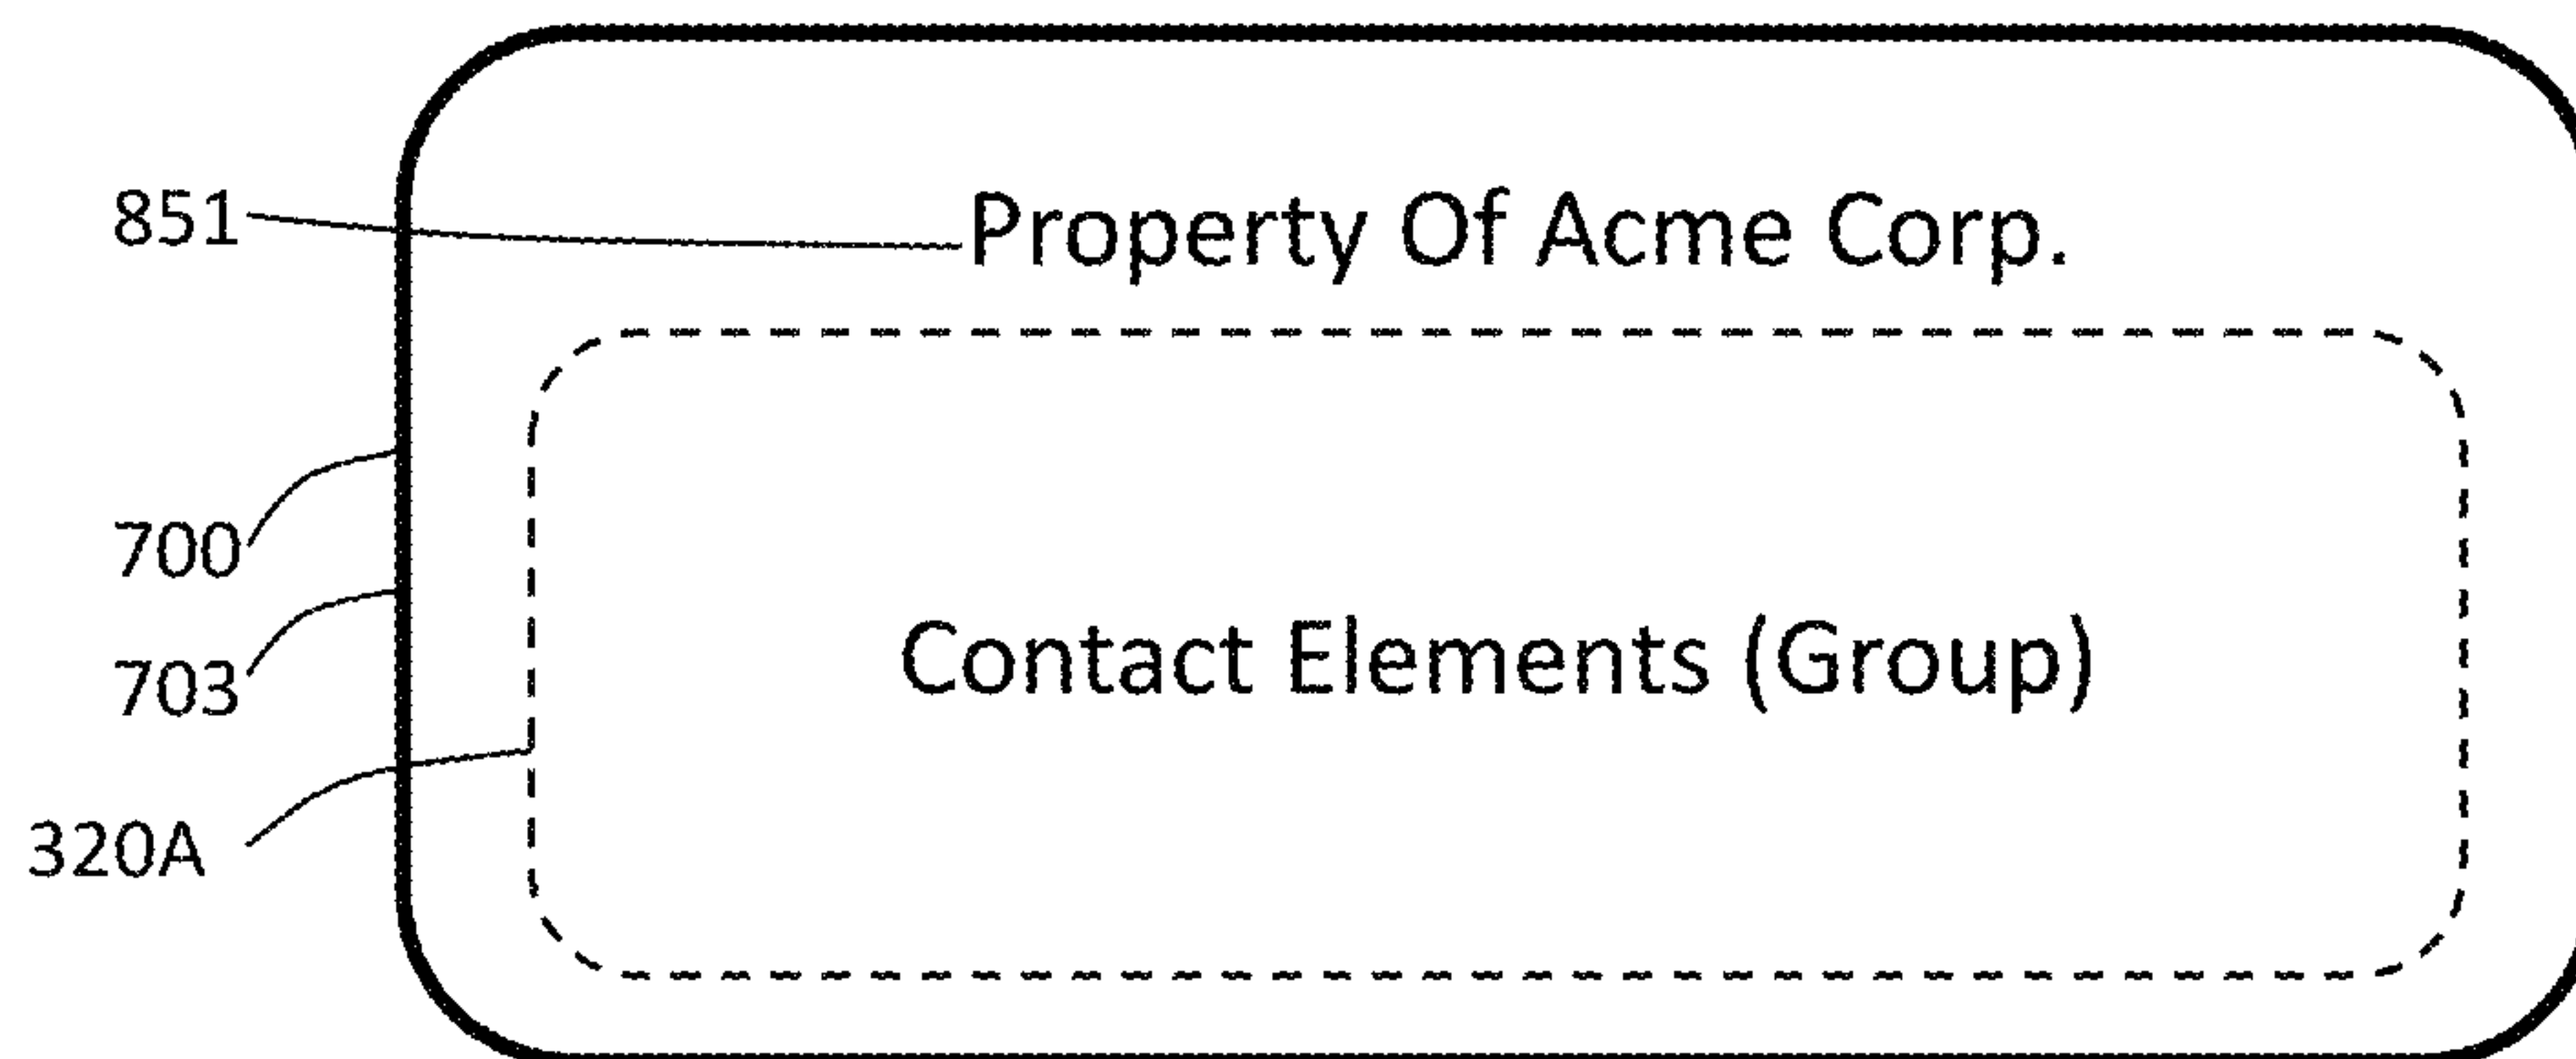 851
Property Of Acme Corp.
700
Contact Elements (Group)
703
320A